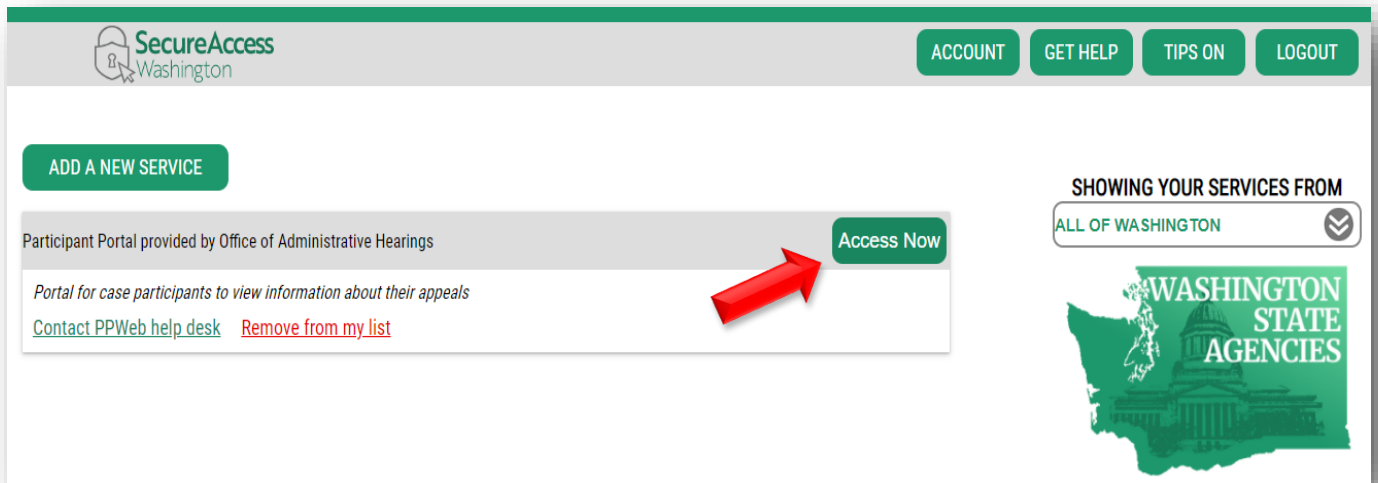 SecureAccess
Washington
ACCOUNT
GET HELP
TIPS ON
LOGOUT
ADD A NEW SERVICE
SHOWING YOUR SERVICES FROM
ALL OF WASHINGTON
Participant Portal provided by Office of Administrative Hearings
Access Now
Portal for case participants to view information about their appeals
Contact PPWeb help desk
Remove from my list
WASHINGTON
STATE
AGENCIES